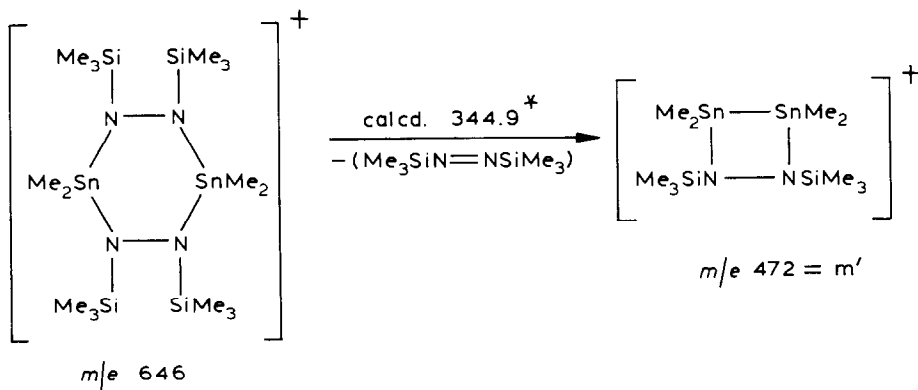 +
Me3Si SiMe3
N — N
Me2Sn SnMe2
N — N
Me3Si SiMe3
m/e 646
calcd. 344.9*
-(Me3SiN=NSiMe3)
+
Me2Sn — SnMe2
Me3SiN — NSiMe3
m/e 472 = m′